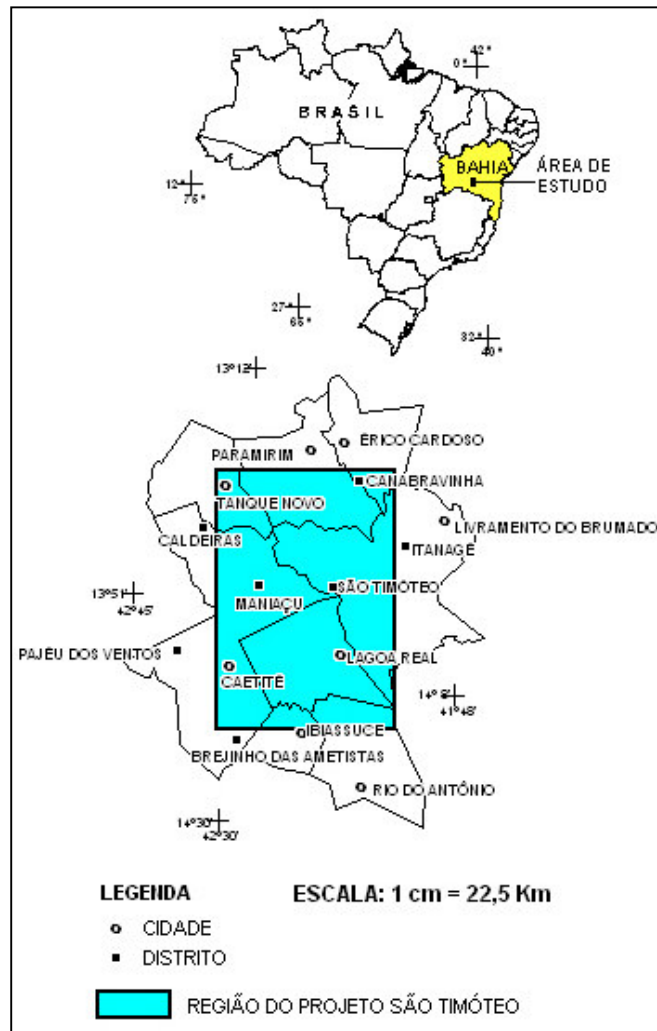 42°
0°
BRASIL
BAHIA
ÁREA DE
ESTUDO
12°
75°
27°
65°
32°
40°
13°12'
ÉRICO CARDOSO
PARAMIRIM
CANABRAVINHA
TANQUE NOVO
LIVRAMENTO DO BRUMADO
CALDEIRAS
ITANAGÉ
13°51'
42°45'
MANIAÇU
SÃO TIMÓTEO
PAJÉU DOS VENTOS
LAGOA REAL
CAETITÉ
14°8'
41°48'
IBIASSUCE
BREJINHO DAS AMETISTAS
RIO DO ANTÔNIO
14°30'
42°30'
LEGENDA
ESCALA: 1 cm = 22,5 Km
CIDADE
DISTRITO
REGIÃO DO PROJETO SÃO TIMÓTEO